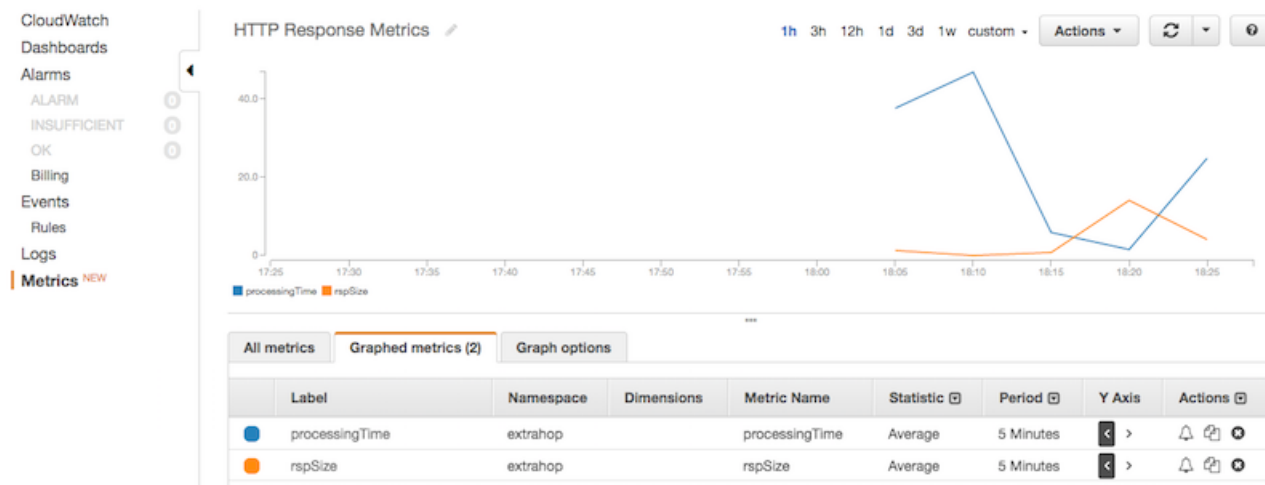 CloudWatch
Dashboards
Alarms
ALARM 0
INSUFFICIENT 0
OK 0
Billing
Events
Rules
Logs
Metrics NEW
HTTP Response Metrics
1h 3h 12h 1d 3d 1w custom Actions
40.0
20.0
0
17:25 17:30 17:35 17:40 17:45 17:50 17:55 18:00 18:05 18:10 18:15 18:20 18:25
processingTime rspSize
All metrics Graphed metrics (2) Graph options
Label Namespace Dimensions Metric Name Statistic Period Y Axis Actions
processingTime extrahop processingTime Average 5 Minutes < >
rspSize extrahop rspSize Average 5 Minutes < >